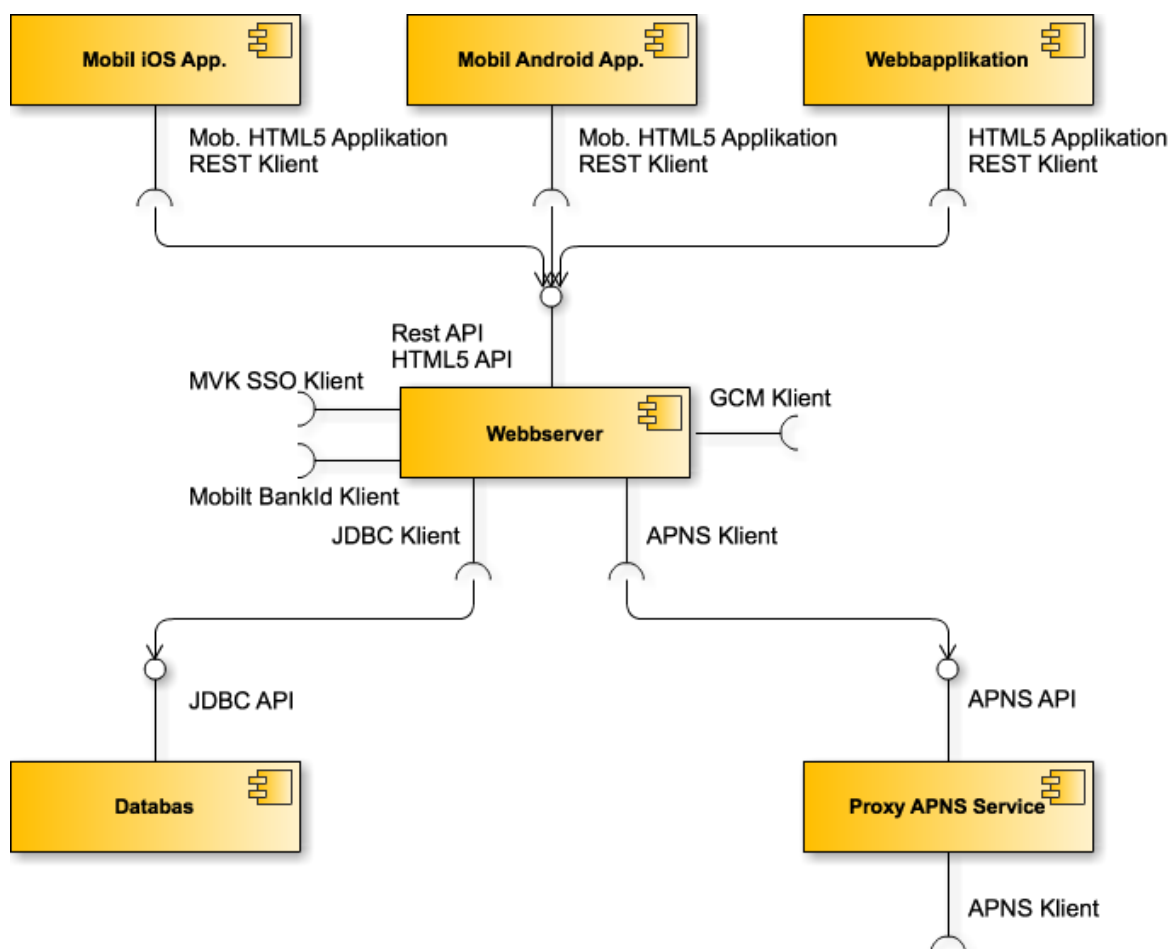 Mobil iOS App.
Mobil Android App.
Webbapplikation
Mob. HTML5 Applikation
REST Klient
Mob. HTML5 Applikation
REST Klient
HTML5 Applikation
REST Klient
Rest API
HTML5 API
MVK SSO Klient
GCM Klient
Webbserver
Mobilt BankId Klient
JDBC Klient
APNS Klient
JDBC API
APNS API
Databas
Proxy APNS Service
APNS Klient